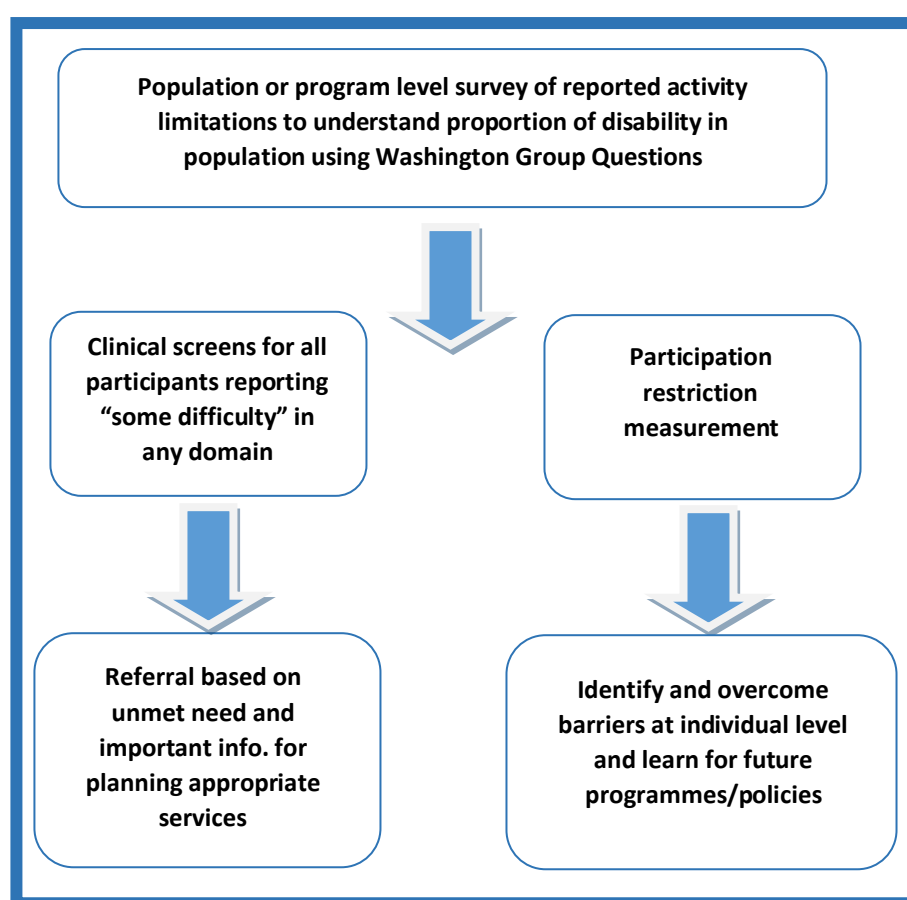 Population or program level survey of reported activity
limitations to understand proportion of disability in
population using Washington Group Questions
Clinical screens for all
participants reporting
“some difficulty” in
any domain
Participation
restriction
measurement
Referral based on
unmet need and
important info. for
planning appropriate
services
Identify and overcome
barriers at individual level
and learn for future
programmes/policies